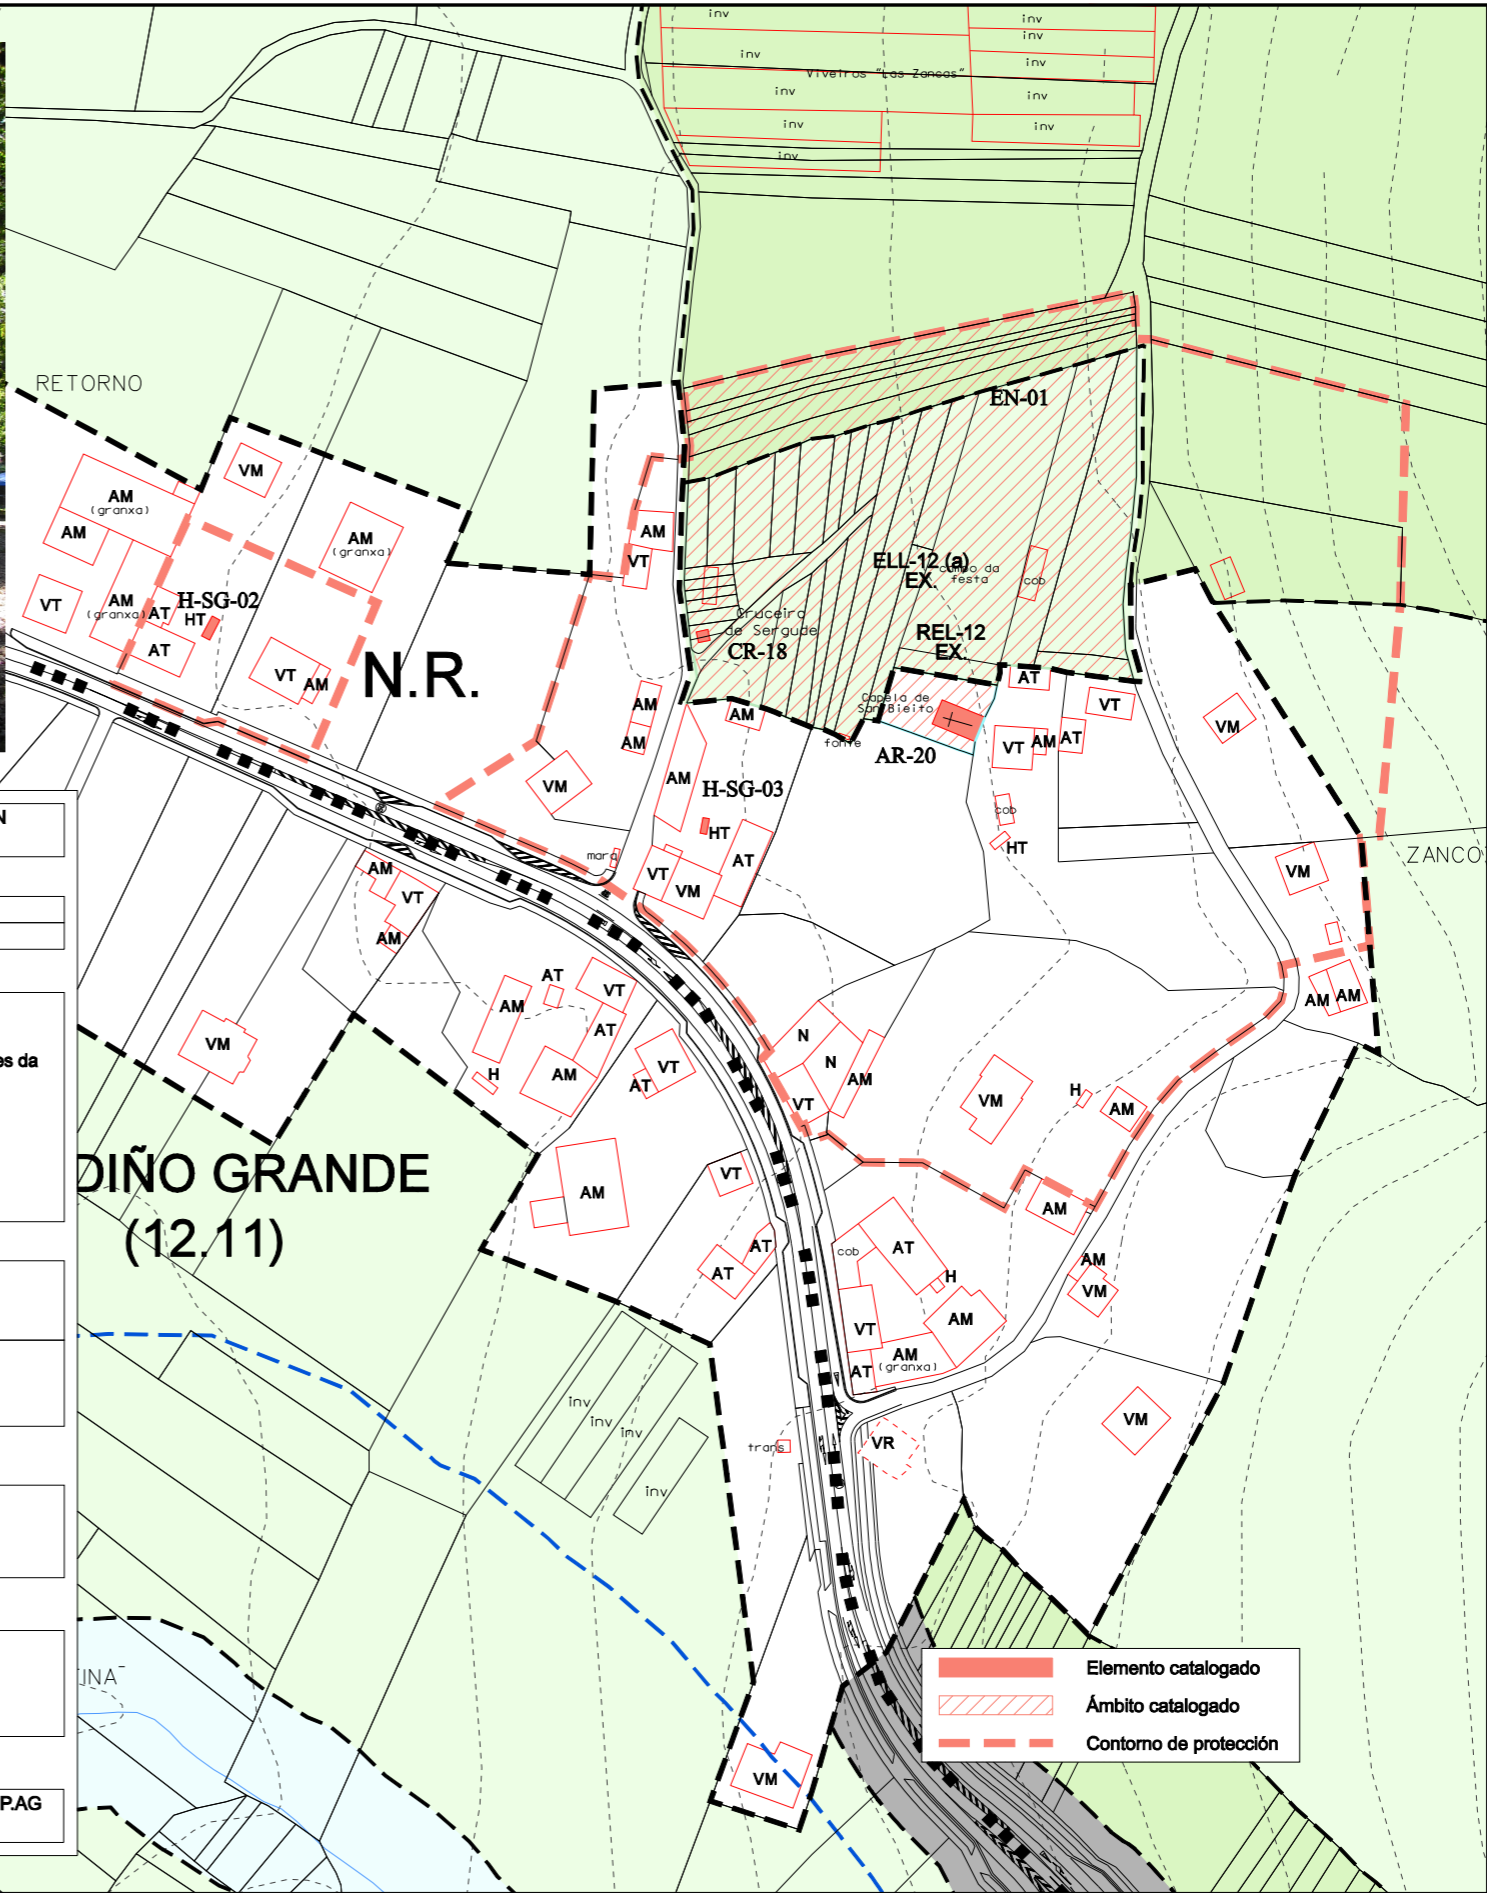 inv
inv
inv
inv
inv
Viveiros "Las Zancas"
inv
inv
inv
inv
inv
RETORNO
EN-01
VM
AM
(granxa)
AM
AM
(granxa)
AM
VT
ELL-12 (a)
EX.
campo da
festa
cob
VT
AM
(granxa)
AT
HT
H-SG-02
AT
Cruceiro
de Sergude
CR-18
REL-12
EX.
N.R.
VT
AM
AM
AM
AM
Capela de
San Bieito
fonte
AR-20
AT
VT
VT
AM
AT
VM
VM
AM
H-SG-03
HT
AT
VT
VM
mara
cob
HT
ZANCO
VM
AM
AM
AM
VT
AM
N
AM
AT
VT
AT
AM
H
VT
AT
VM
N
N
AM
VT
VM
H
AM
AM
es da
DIÑO GRANDE
(12.11)
AM
VT
AT
AT
cob
AT
H
AM
VT
AM
(granxa)
AT
AM
VM
inv
inv
inv
inv
trans
VR
VM
INA
VM
P.AG
Elemento catalogado
Ámbito catalogado
Contorno de protección